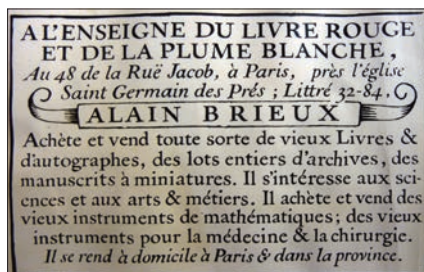 A L'ENSEIGNE DU LIVRE ROUGE
ET DE LA PLUME BLANCHE,
Au 48 de la Ruë Jacob, à Paris, près l'église
Saint Germain des Prés ; Littré 32-84.
ALAIN BRIEUX
Achète et vend toute sorte de vieux Livres &
d'autographes, des lots entiers d'archives, des
manuscrits à miniatures. Il s'intéresse aux sci-
ences et aux arts & métiers. Il achète et vend des
vieux instruments de mathématiques; des vieux
instruments pour la médecine & la chirurgie.
Il se rend à domicile à Paris & dans la province.